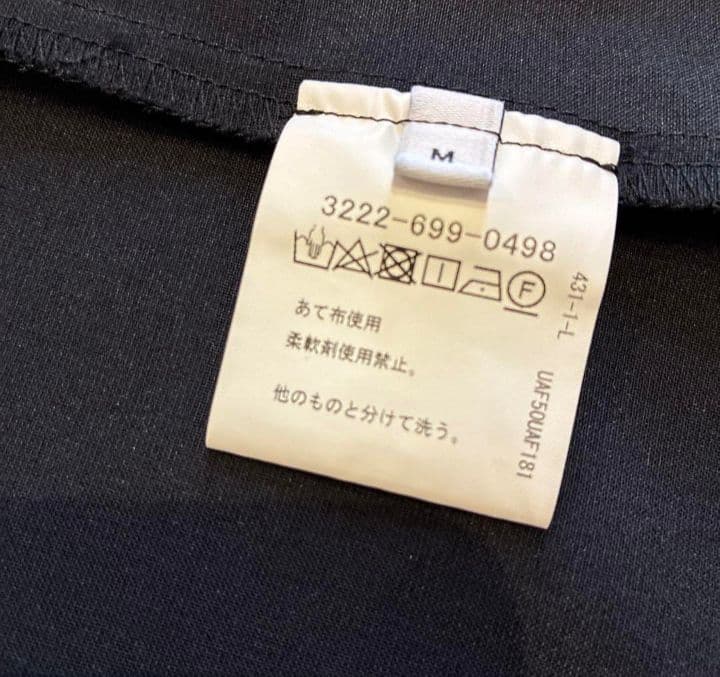 M
3222-699-0498
F
あて布使用
柔軟剤使用禁止。
他のものと分けて洗う。
431-1-L
UAF50UAF181